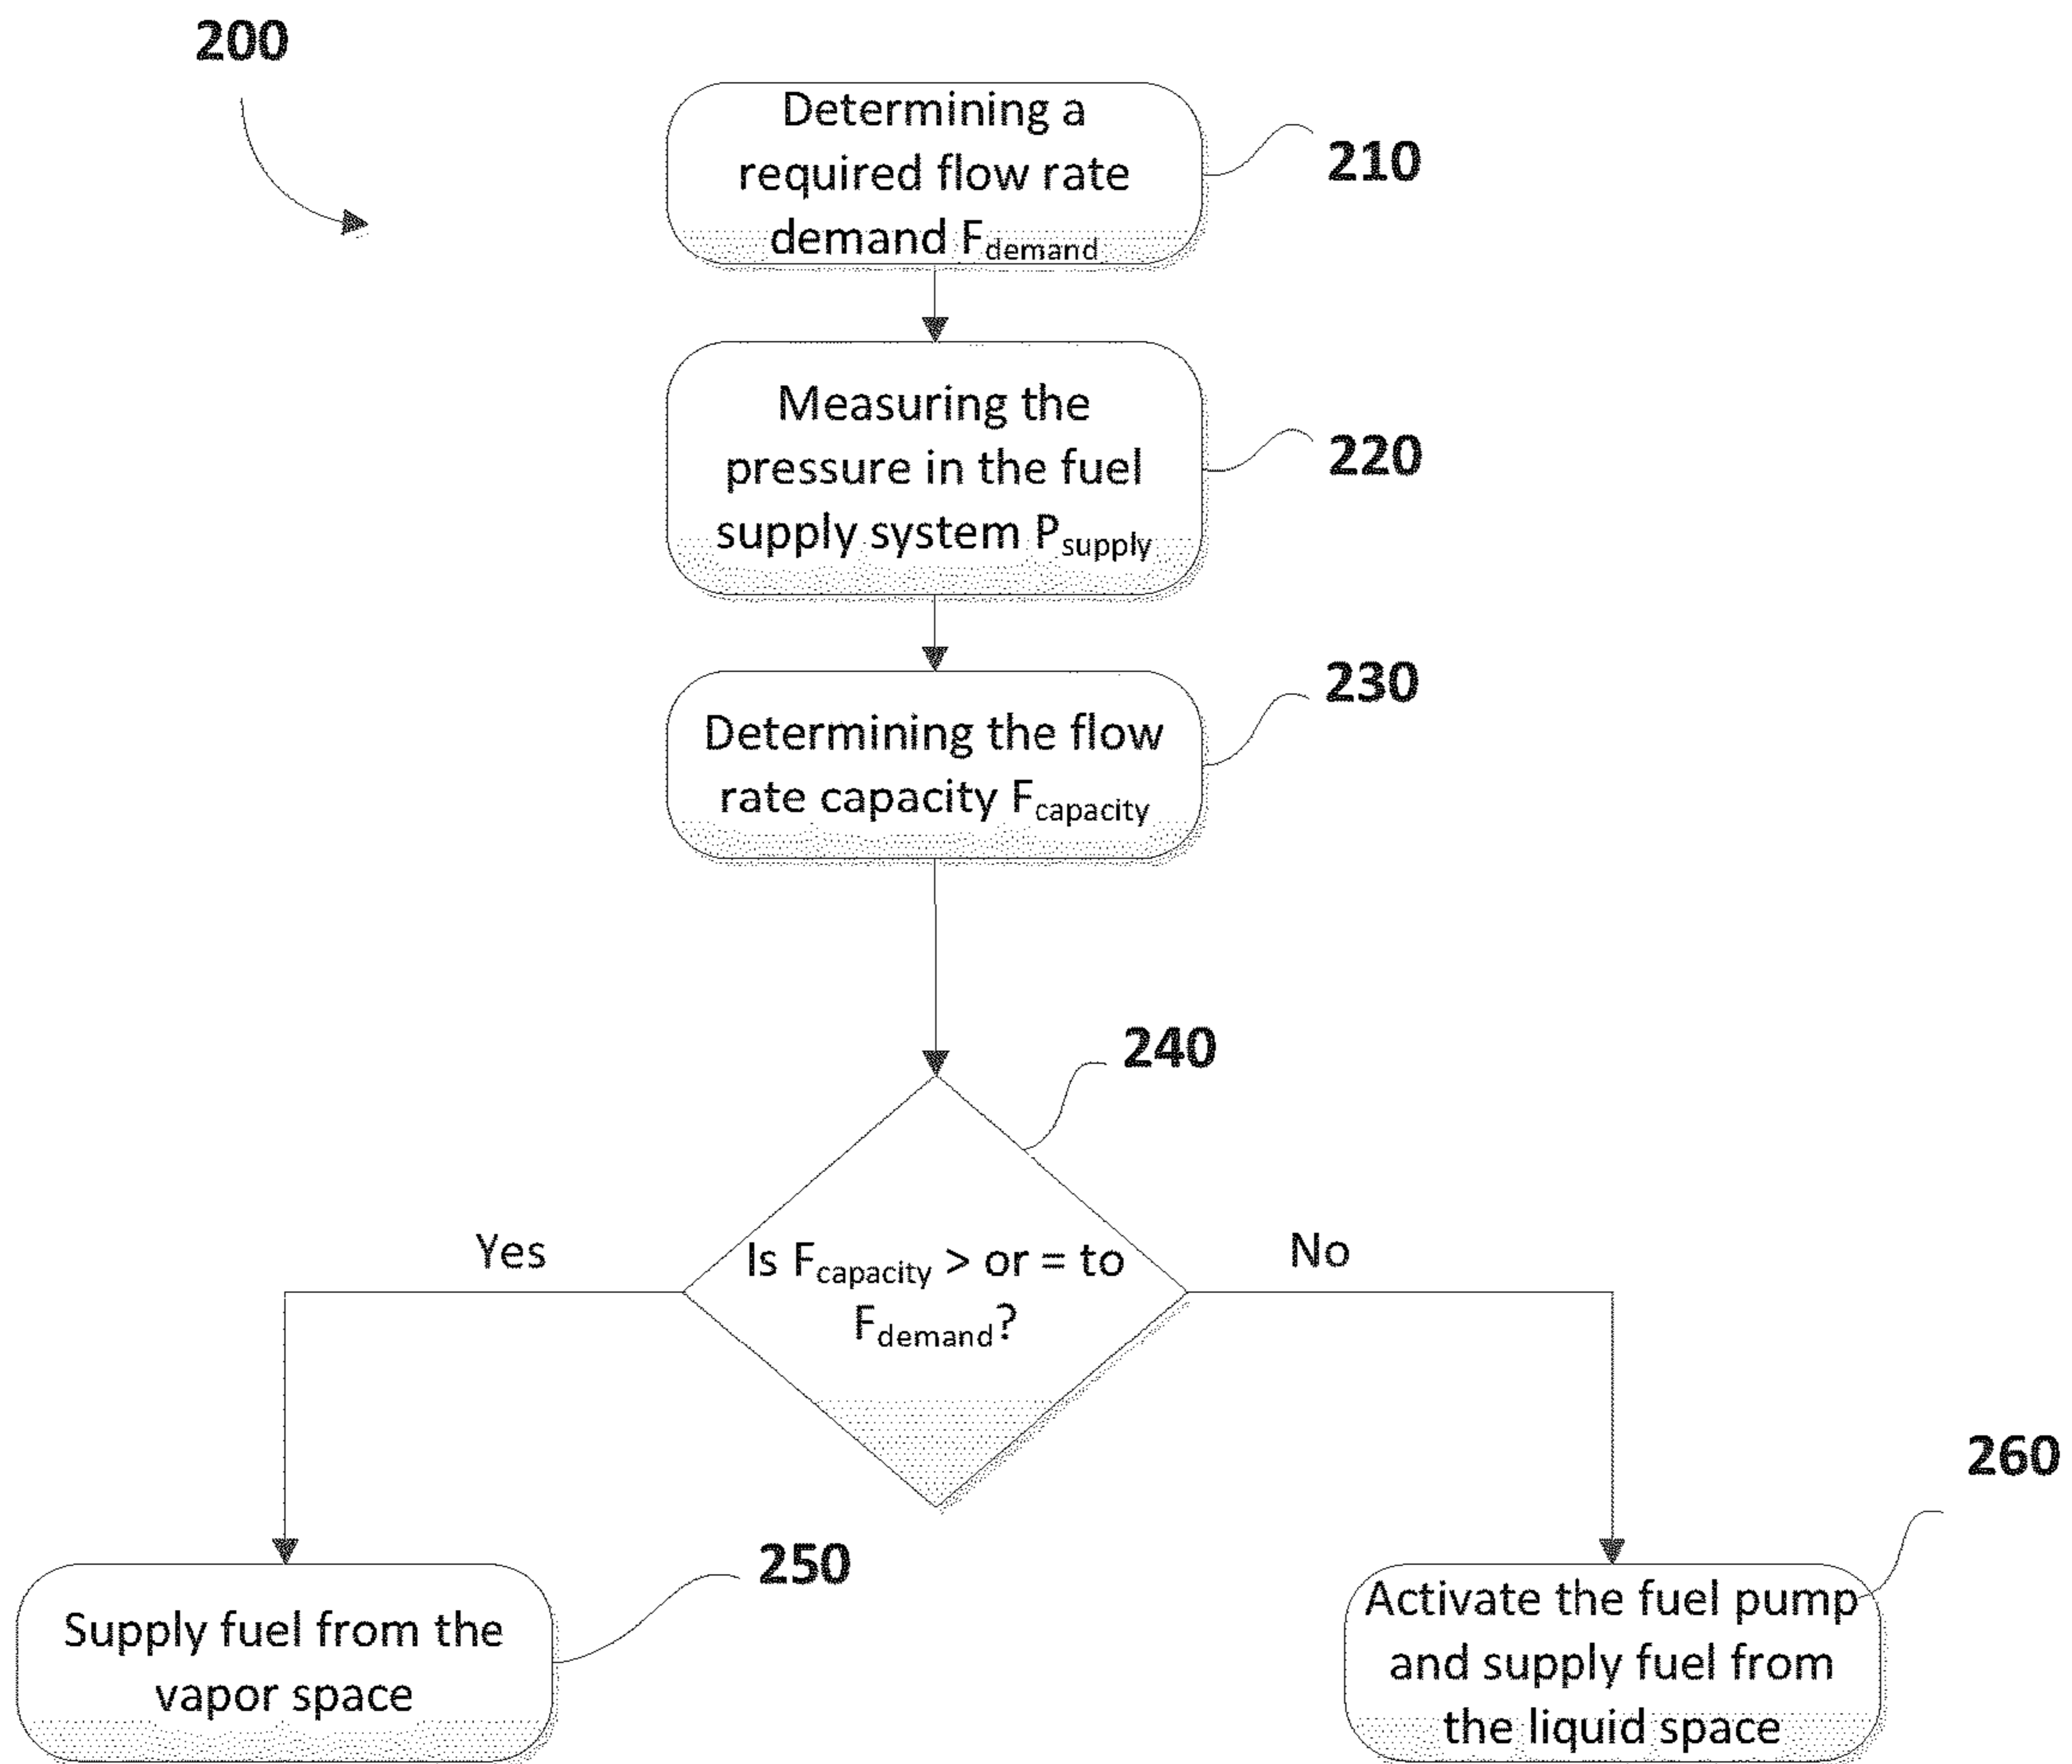 200
Determining a
required flow rate
demand Fdemand
210
Measuring the
pressure in the fuel
supply system Psupply
220
Determining the flow
rate capacity Fcapacity
230
240
Is Fcapacity > or = to
Fdemand?
Yes
No
250
Supply fuel from the
vapor space
260
Activate the fuel pump
and supply fuel from
the liquid space